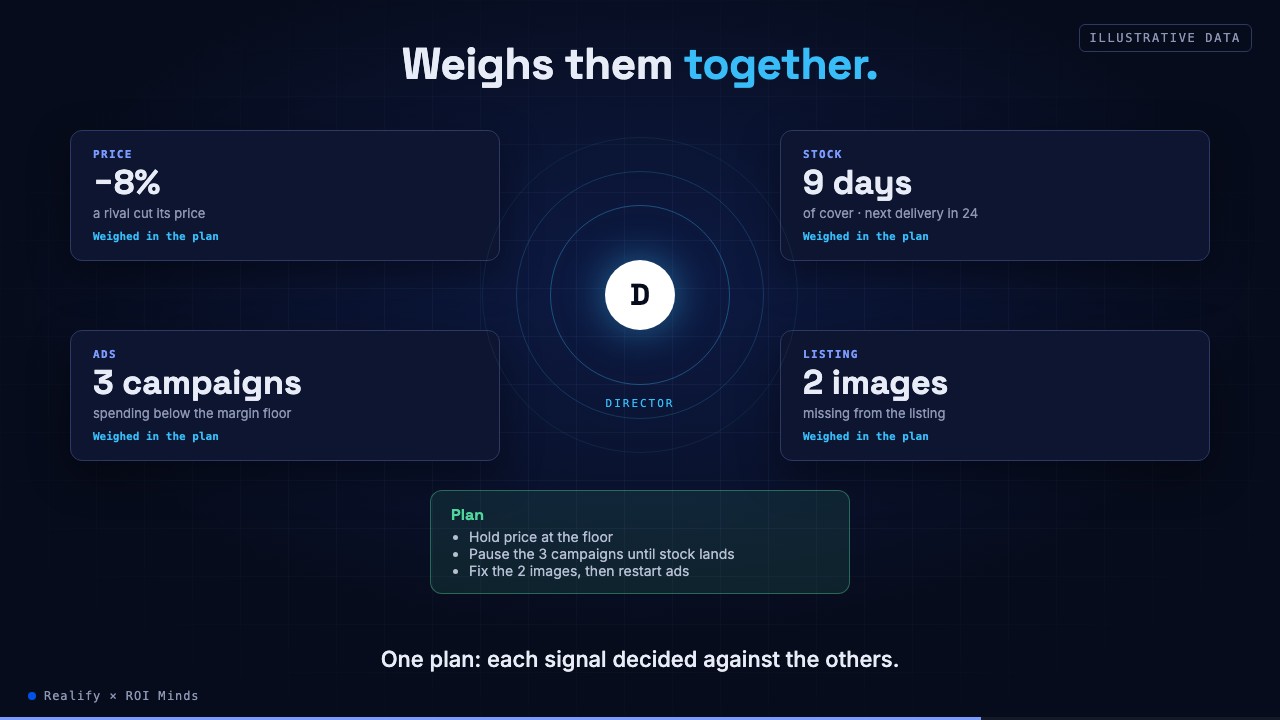 ILLUSTRATIVE DATA
Weighs them together.
PRICE
−8%
a rival cut its price
Weighed in the plan
STOCK
9 days
of cover · next delivery in 24
Weighed in the plan
D
DIRECTOR
ADS
3 campaigns
spending below the margin floor
Weighed in the plan
LISTING
2 images
missing from the listing
Weighed in the plan
Plan
• Hold price at the floor
• Pause the 3 campaigns until stock lands
• Fix the 2 images, then restart ads
One plan: each signal decided against the others.
Realify × ROI Minds